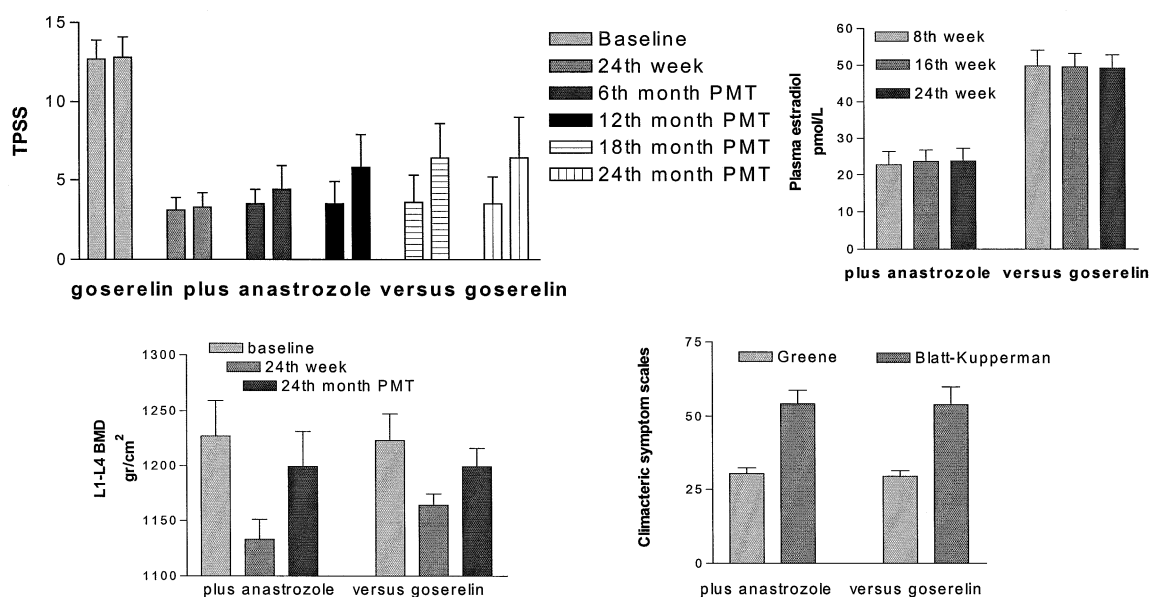 TPSS
15
10
5
0
Baseline
24th week
6th month PMT
12th month PMT
18th month PMT
24th month PMT
goserelin plus anastrozole versus goserelin
Plasma estradiol
pmol/L
60
50
40
30
20
10
0
8th week
16th week
24th week
plus anastrozole versus goserelin
L1-L4 BMD
gr/cm²
1300
1250
1200
1150
1100
baseline
24th week
24th month PMT
plus anastrozole versus goserelin
Climacteric symptom scales
75
50
25
0
Greene Blatt-Kupperman
plus anastrozole versus goserelin